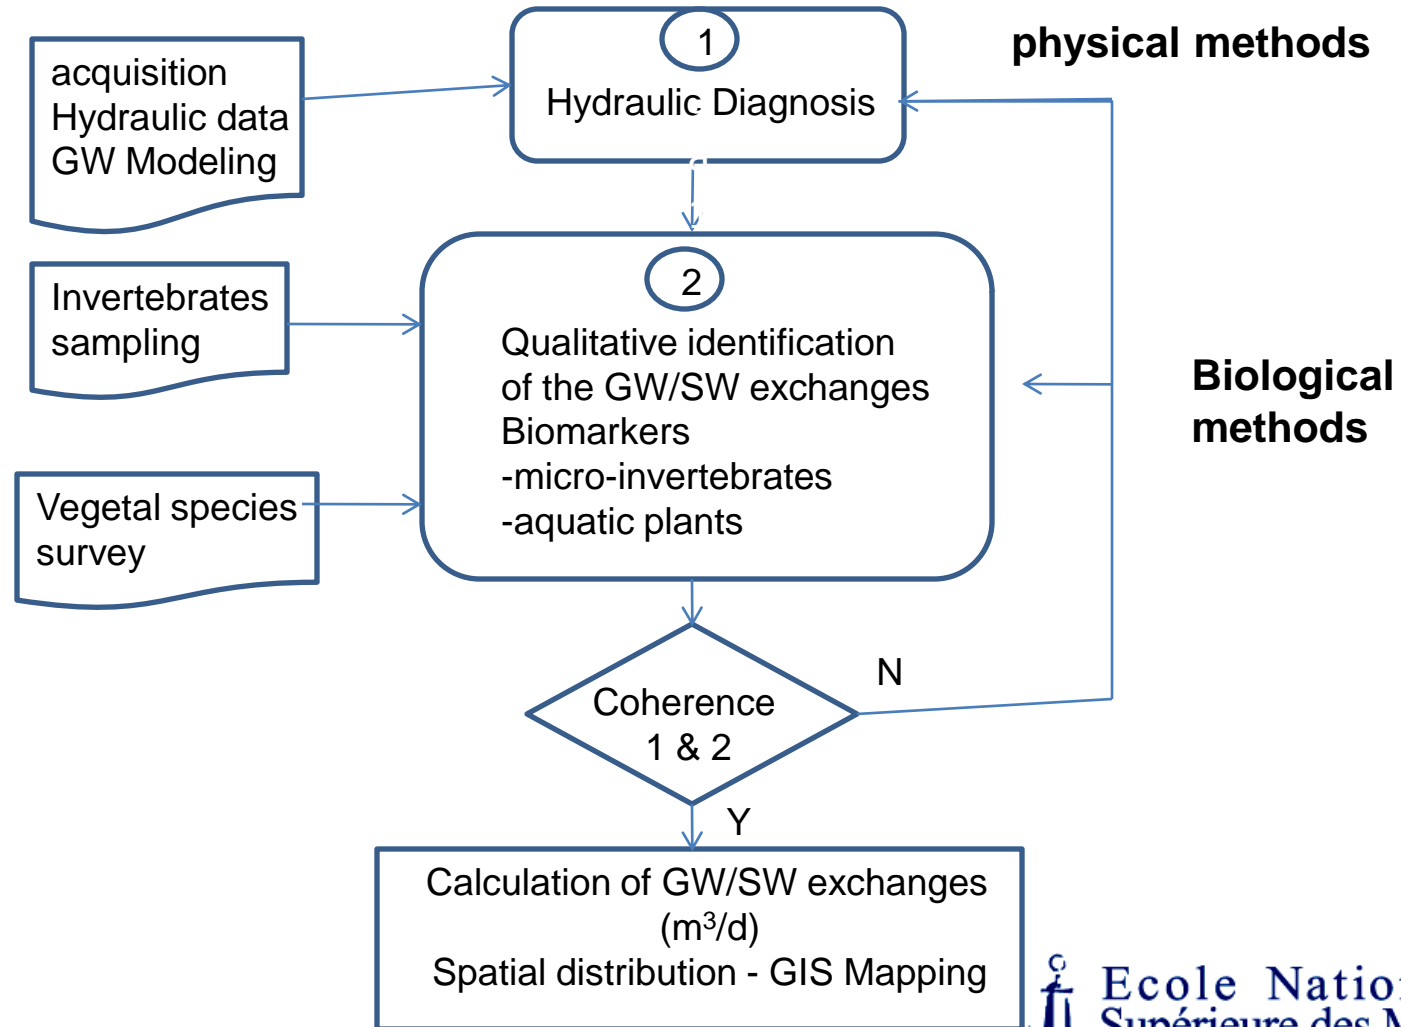 1
physical methods
acquisition
Hydraulic data
GW Modeling
Hydraulic Diagnosis
2
Invertebrates
sampling
Qualitative identification
of the GW/SW exchanges
Biomarkers
-micro-invertebrates
-aquatic plants
Biological
methods
Vegetal species
survey
N
Coherence
1 & 2
Y
Calculation of GW/SW exchanges
(m³/d)
Spatial distribution - GIS Mapping
Ecole
Supérieure des